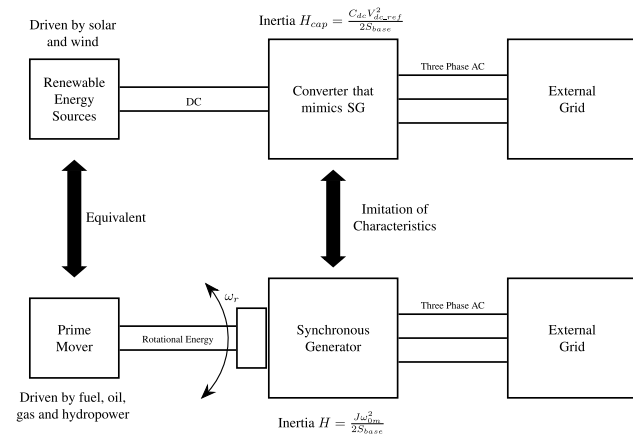 Driven by solar
and wind
Inertia $H_{cap} = \frac{C_{dc}V_{dc\_ref}^2}{2S_{base}}$
Renewable
Energy
Sources
DC
Converter that
mimics SG
Three Phase AC
External
Grid
Equivalent
Imitation of
Characteristics
Prime
Mover
Rotational Energy
$\omega_r$
Synchronous
Generator
Three Phase AC
External
Grid
Driven by fuel, oil,
gas and hydropower
Inertia $H = \frac{J\omega_{0m}^2}{2S_{base}}$